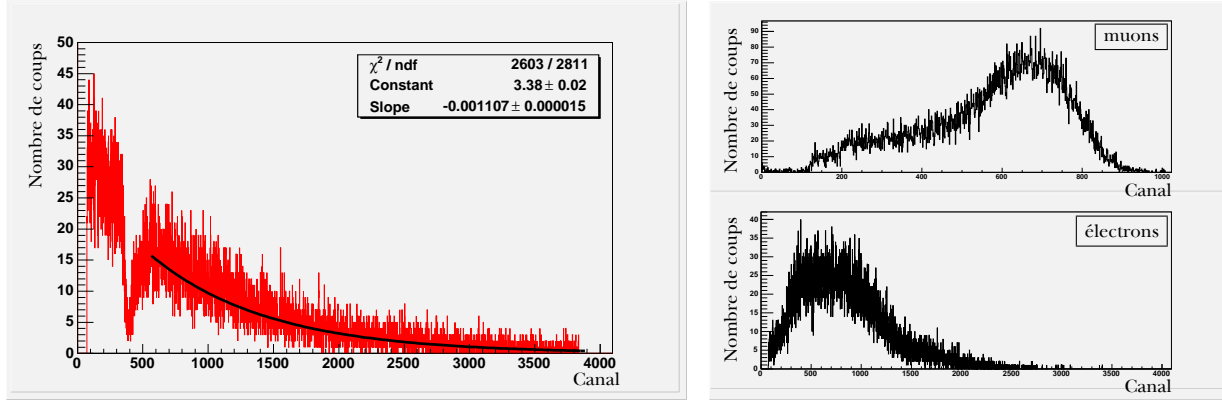 Nombre de coups
50
45
40
35
30
25
20
15
10
5
0
χ² / ndf 2603 / 2811
Constant 3.38 ± 0.02
Slope -0.001107 ± 0.000015
0 500 1000 1500 2000 2500 3000 3500 4000
Canal
Nombre de coups
90
80
70
60
50
40
30
20
10
0
muons
0 200 400 600 800 1000
Canal
Nombre de coups
40
35
30
25
20
15
10
5
0
électrons
0 500 1000 1500 2000 2500 3000 3500 4000
Canal